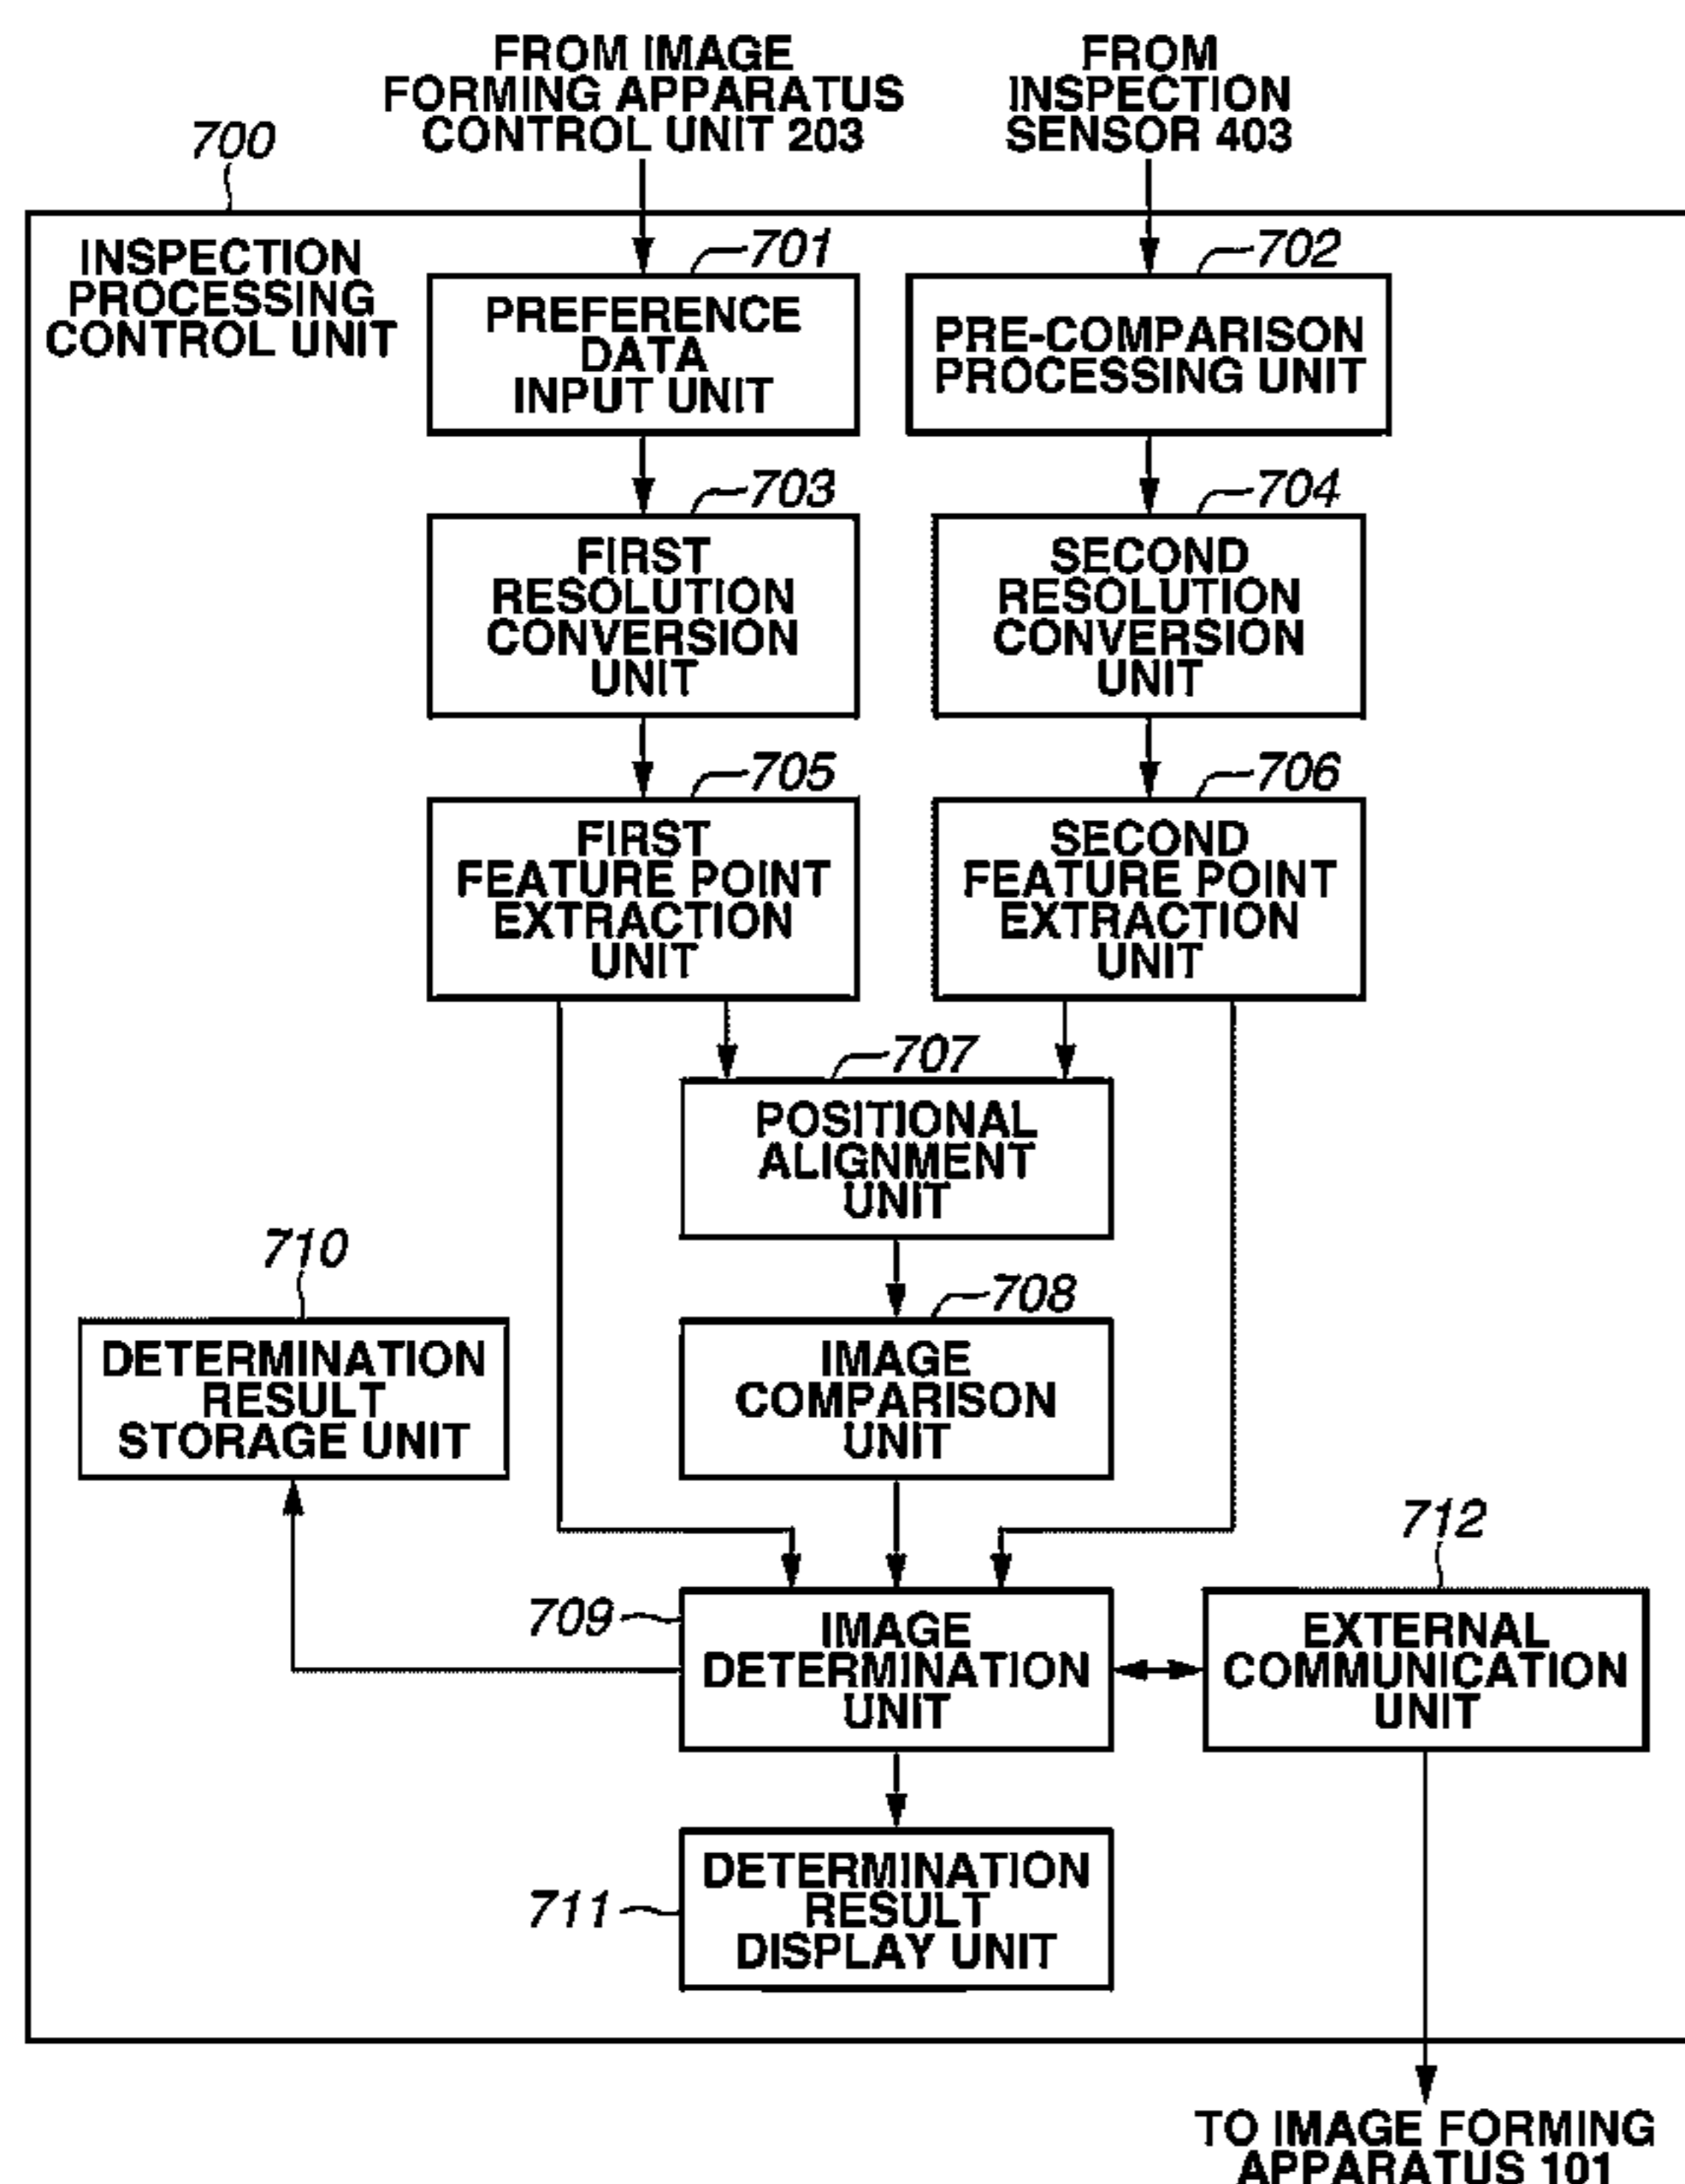 FROM IMAGE
FORMING APPARATUS
CONTROL UNIT 203
FROM
INSPECTION
SENSOR 403
700
INSPECTION
PROCESSING
CONTROL UNIT
701
PREFERENCE
DATA
INPUT UNIT
702
PRE-COMPARISON
PROCESSING UNIT
703
FIRST
RESOLUTION
CONVERSION
UNIT
704
SECOND
RESOLUTION
CONVERSION
UNIT
705
FIRST
FEATURE POINT
EXTRACTION
UNIT
706
SECOND
FEATURE POINT
EXTRACTION
UNIT
707
POSITIONAL
ALIGNMENT
UNIT
710
DETERMINATION
RESULT
STORAGE UNIT
708
IMAGE
COMPARISON
UNIT
709
IMAGE
DETERMINATION
UNIT
712
EXTERNAL
COMMUNICATION
UNIT
711
DETERMINATION
RESULT
DISPLAY UNIT
TO IMAGE FORMING
APPARATUS 101